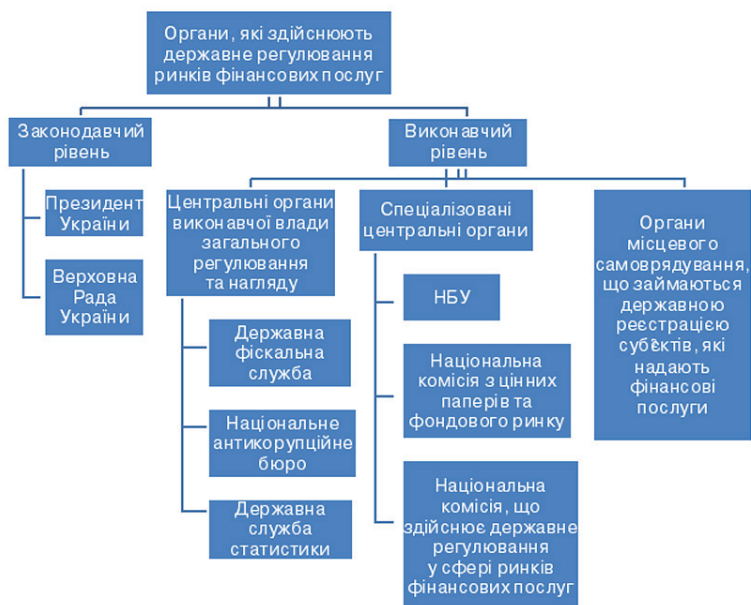 Органи, які здійснюють
державне регулювання
ринків фінансових послуг
Законодавчий
рівень
Виконавчий
рівень
Президент
України
Верховна
Рада
України
Центральні органи
виконавчої влади
загального
регулювання
та нагляду
Державна
фіскальна
служба
Національне
антикорупційне
бюро
Державна
служба
статистики
Спеціалізовані
центральні органи
НБУ
Національна
комісія з цінних
паперів та
фондового ринку
Національна
комісія, що
здійснює державне
регулювання
у сфері ринків
фінансових послуг
Органи
місцевого
самоврядування,
що займаються
державною
реєстрацією
суб'єктів, які
надають
фінансові
послуги